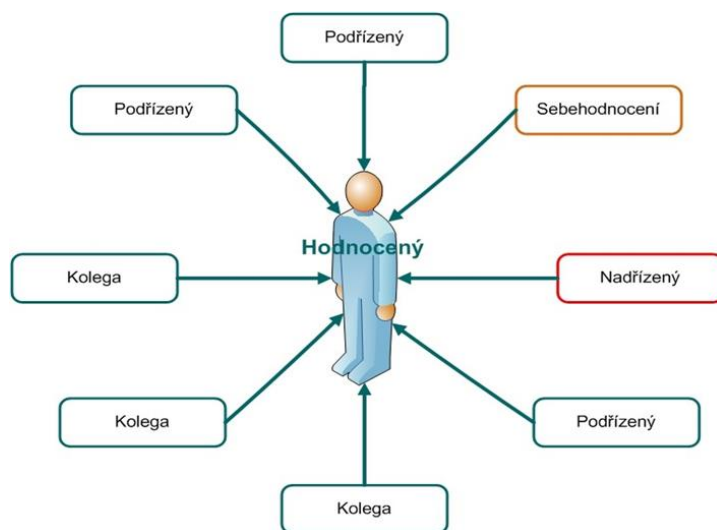 Podřízený
Podřízený
Sebehodnocení
Hodnocený
Kolega
Nadřízený
Kolega
Podřízený
Kolega